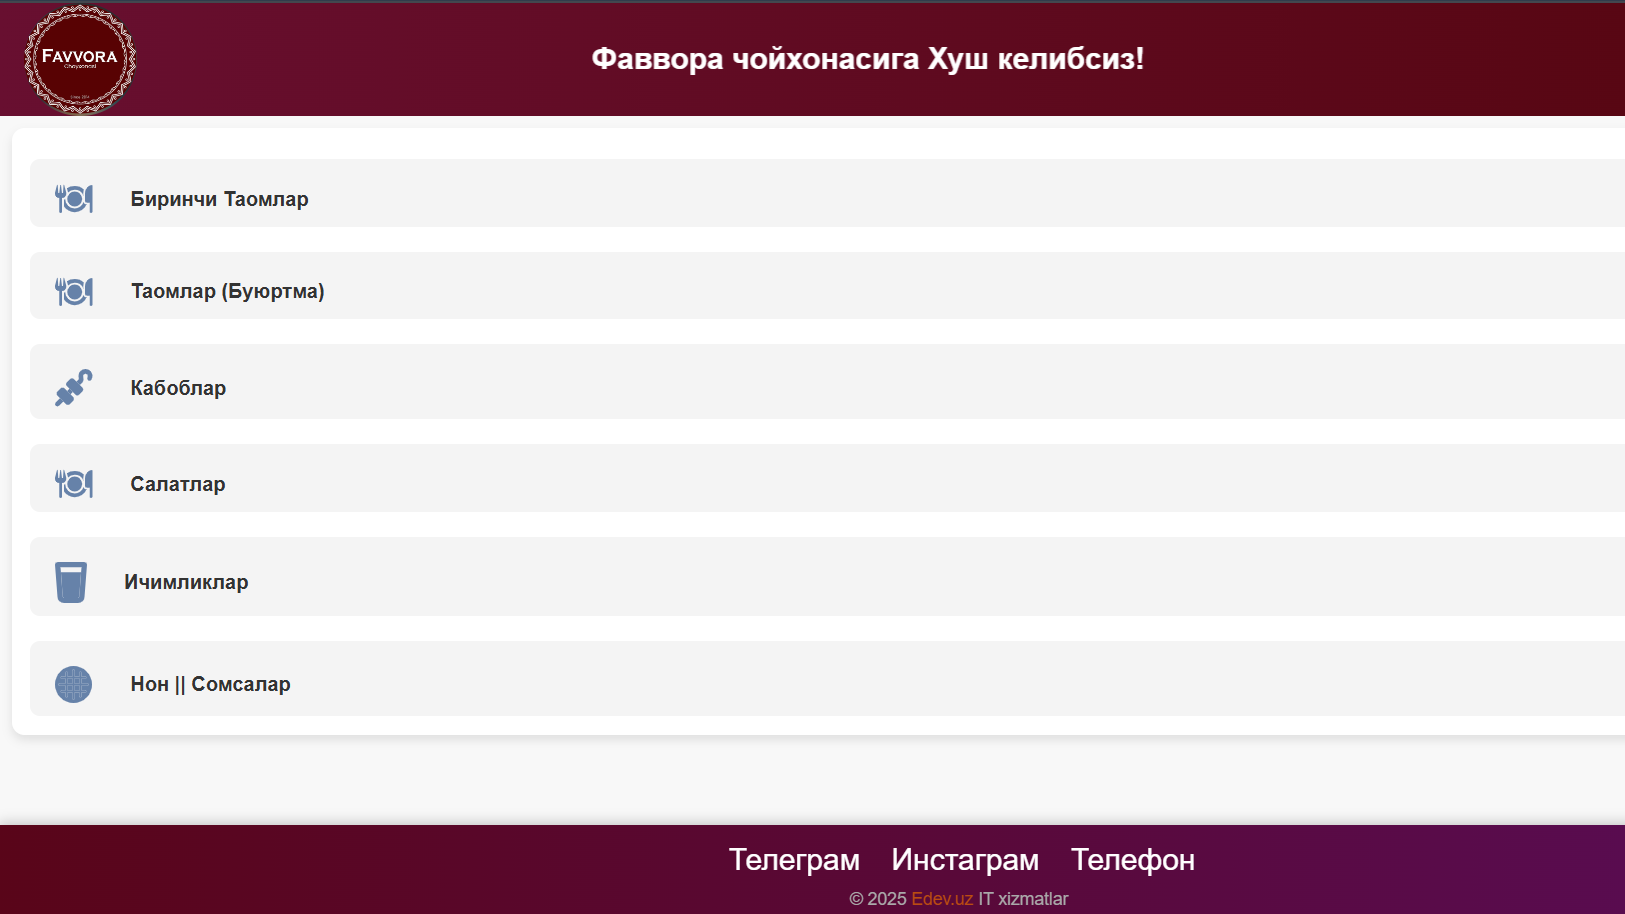 FAVVORA
Choyxonasi
Фаввора чойхонасига Хуш келибсиз!
Биринчи Таомлар
Таомлар (Буюртма)
Кабоблар
Салатлар
Ичимликлар
Нон || Сомсалар
Телеграм Инстаграм Телефон
© 2025 Edev.uz IT xizmatlar